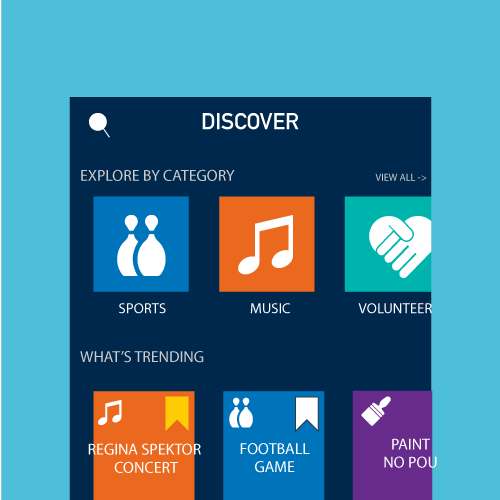 DISCOVER
EXPLORE BY CATEGORY
VIEW ALL ->
SPORTS
MUSIC
VOLUNTEER
WHAT'S TRENDING
REGINA SPEKTOR
CONCERT
FOOTBALL
GAME
PAINT
NO POU